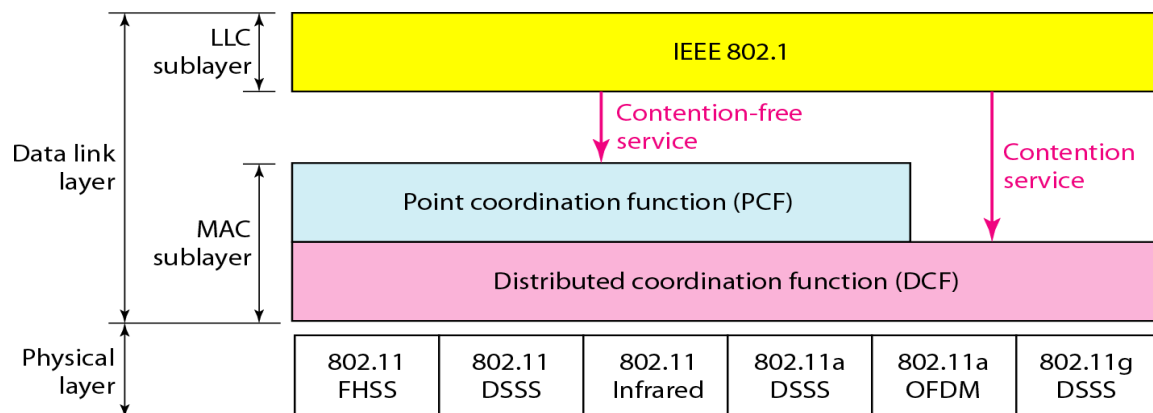 LLC
sublayer
IEEE 802.1
Contention-free
service
Contention
service
Data link
layer
MAC
sublayer
Point coordination function (PCF)
Distributed coordination function (DCF)
Physical
layer
802.11
FHSS
802.11
DSSS
802.11
Infrared
802.11a
DSSS
802.11a
OFDM
802.11g
DSSS